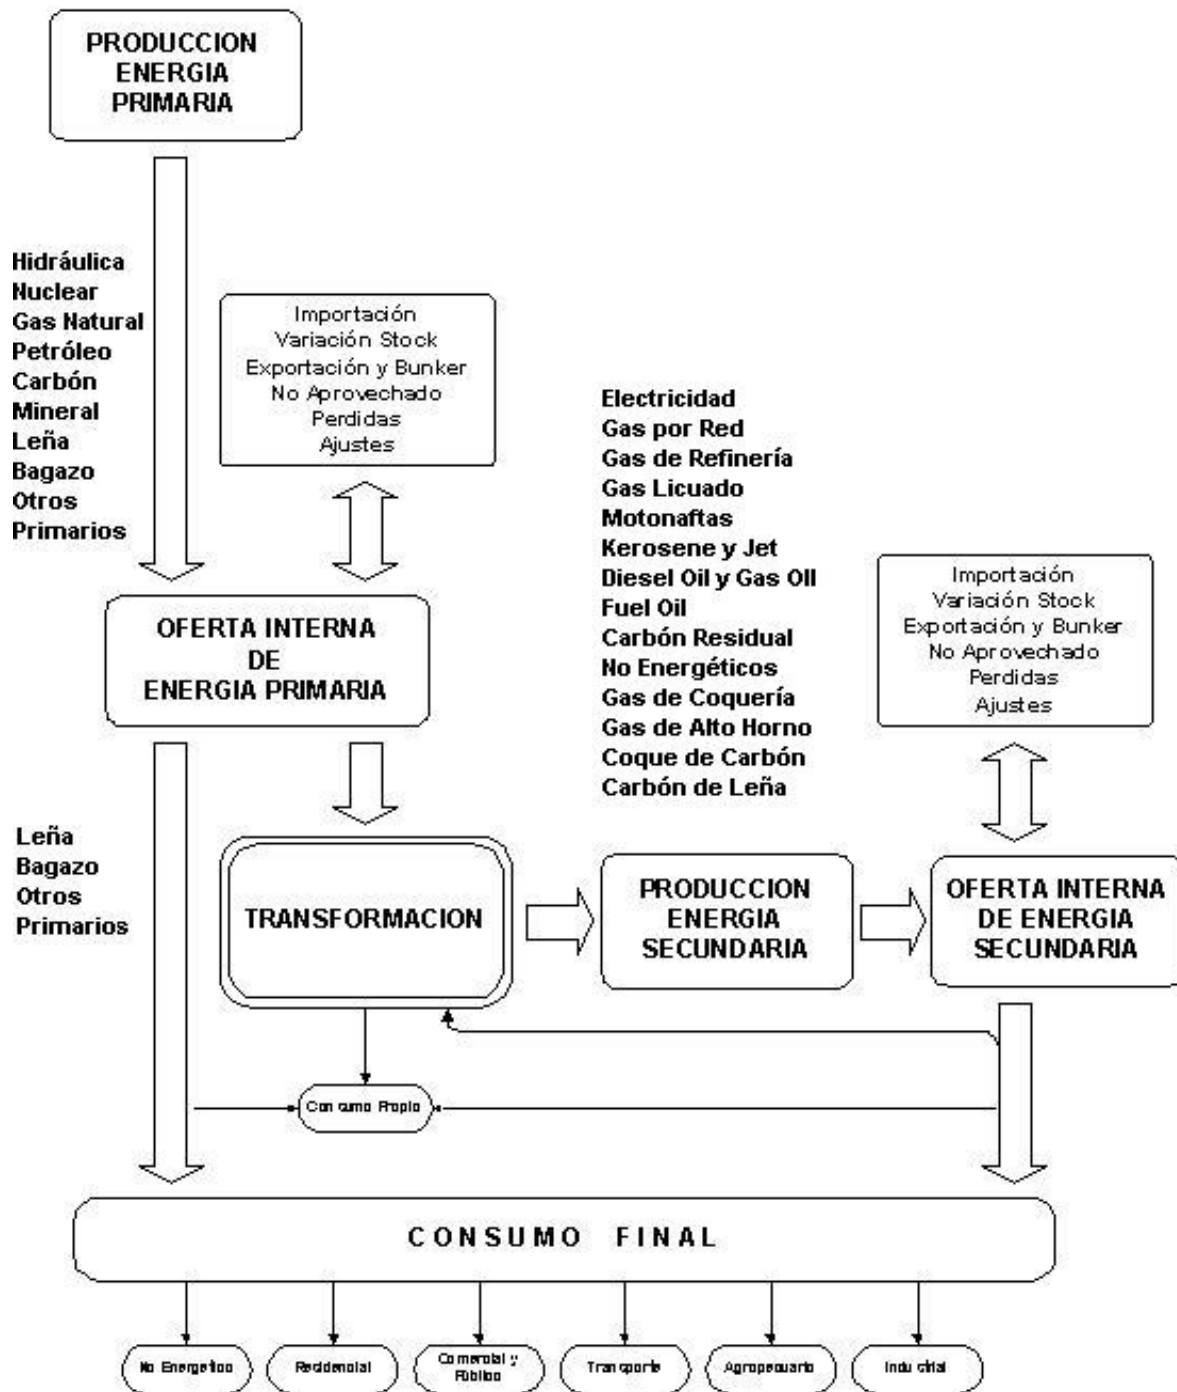 PRODUCCION
ENERGIA
PRIMARIA
Hidráulica
Nuclear
Gas Natural
Petróleo
Carbón
Mineral
Leña
Bagazo
Otros
Primarios
Importación
Variación Stock
Exportación y Bunker
No Aprovechado
Perdidas
Ajustes
OFERTA INTERNA
DE
ENERGIA PRIMARIA
Electricidad
Gas por Red
Gas de Refinería
Gas Licuado
Motonaftas
Kerosene y Jet
Diesel Oil y Gas OIl
Fuel Oil
Carbón Residual
No Energéticos
Gas de Coquería
Gas de Alto Horno
Coque de Carbón
Carbón de Leña
Importación
Variación Stock
Exportación y Bunker
No Aprovechado
Perdidas
Ajustes
Leña
Bagazo
Otros
Primarios
TRANSFORMACION
PRODUCCION
ENERGIA
SECUNDARIA
OFERTA INTERNA
DE ENERGIA
SECUNDARIA
Consumo Propio
CONSUMO FINAL
No Energetico
Residencial
Comercial y
Público
Transporte
Agropecuario
Industrial